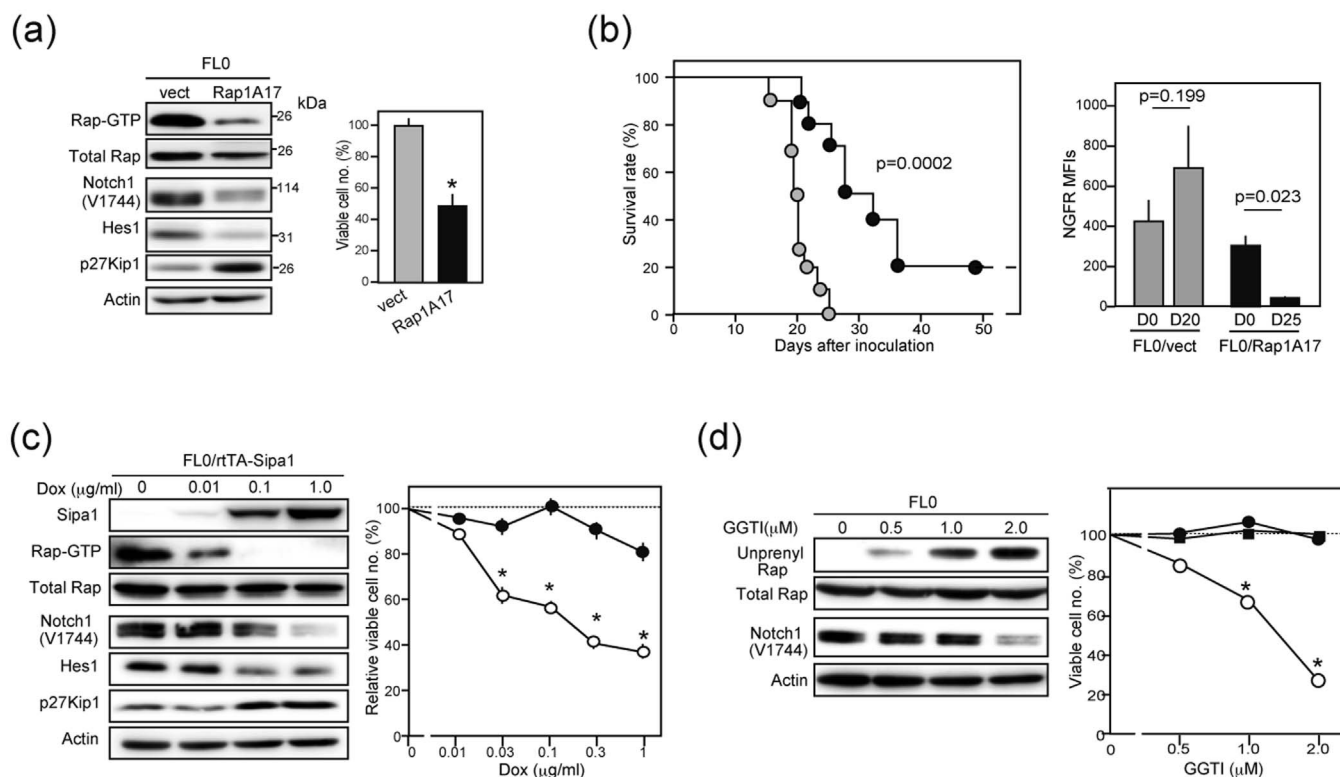 (a)
FL0
vect Rap1A17 kDa
Rap-GTP 26
Total Rap 26
Notch1 114
(V1744)
Hes1 31
p27Kip1 26
Actin
Viable cell no. (%)
100
80
60
40
20
0
*
vect
Rap1A17
(b)
Survival rate (%)
100
80
60
40
20
0
p=0.0002
0 10 20 30 40 50
Days after inoculation
NGFR MFIs
1000
800
600
400
200
0
p=0.199
p=0.023
D0 D20 D0 D25
FL0/vect FL0/Rap1A17
(c)
FL0/rtTA-Sipa1
Dox (μg/ml) 0 0.01 0.1 1.0
Sipa1
Rap-GTP
Total Rap
Notch1
(V1744)
Hes1
p27Kip1
Actin
Relative viable cell no. (%)
100
80
60
40
20
0
* * * *
0 0.01 0.03 0.1 0.3 1
Dox (μg/ml)
(d)
FL0
GGTI(μM) 0 0.5 1.0 2.0
Unprenyl
Rap
Total Rap
Notch1
(V1744)
Actin
Viable cell no. (%)
100
80
60
40
20
0
* *
0 0.5 1.0 2.0
GGTI (μM)